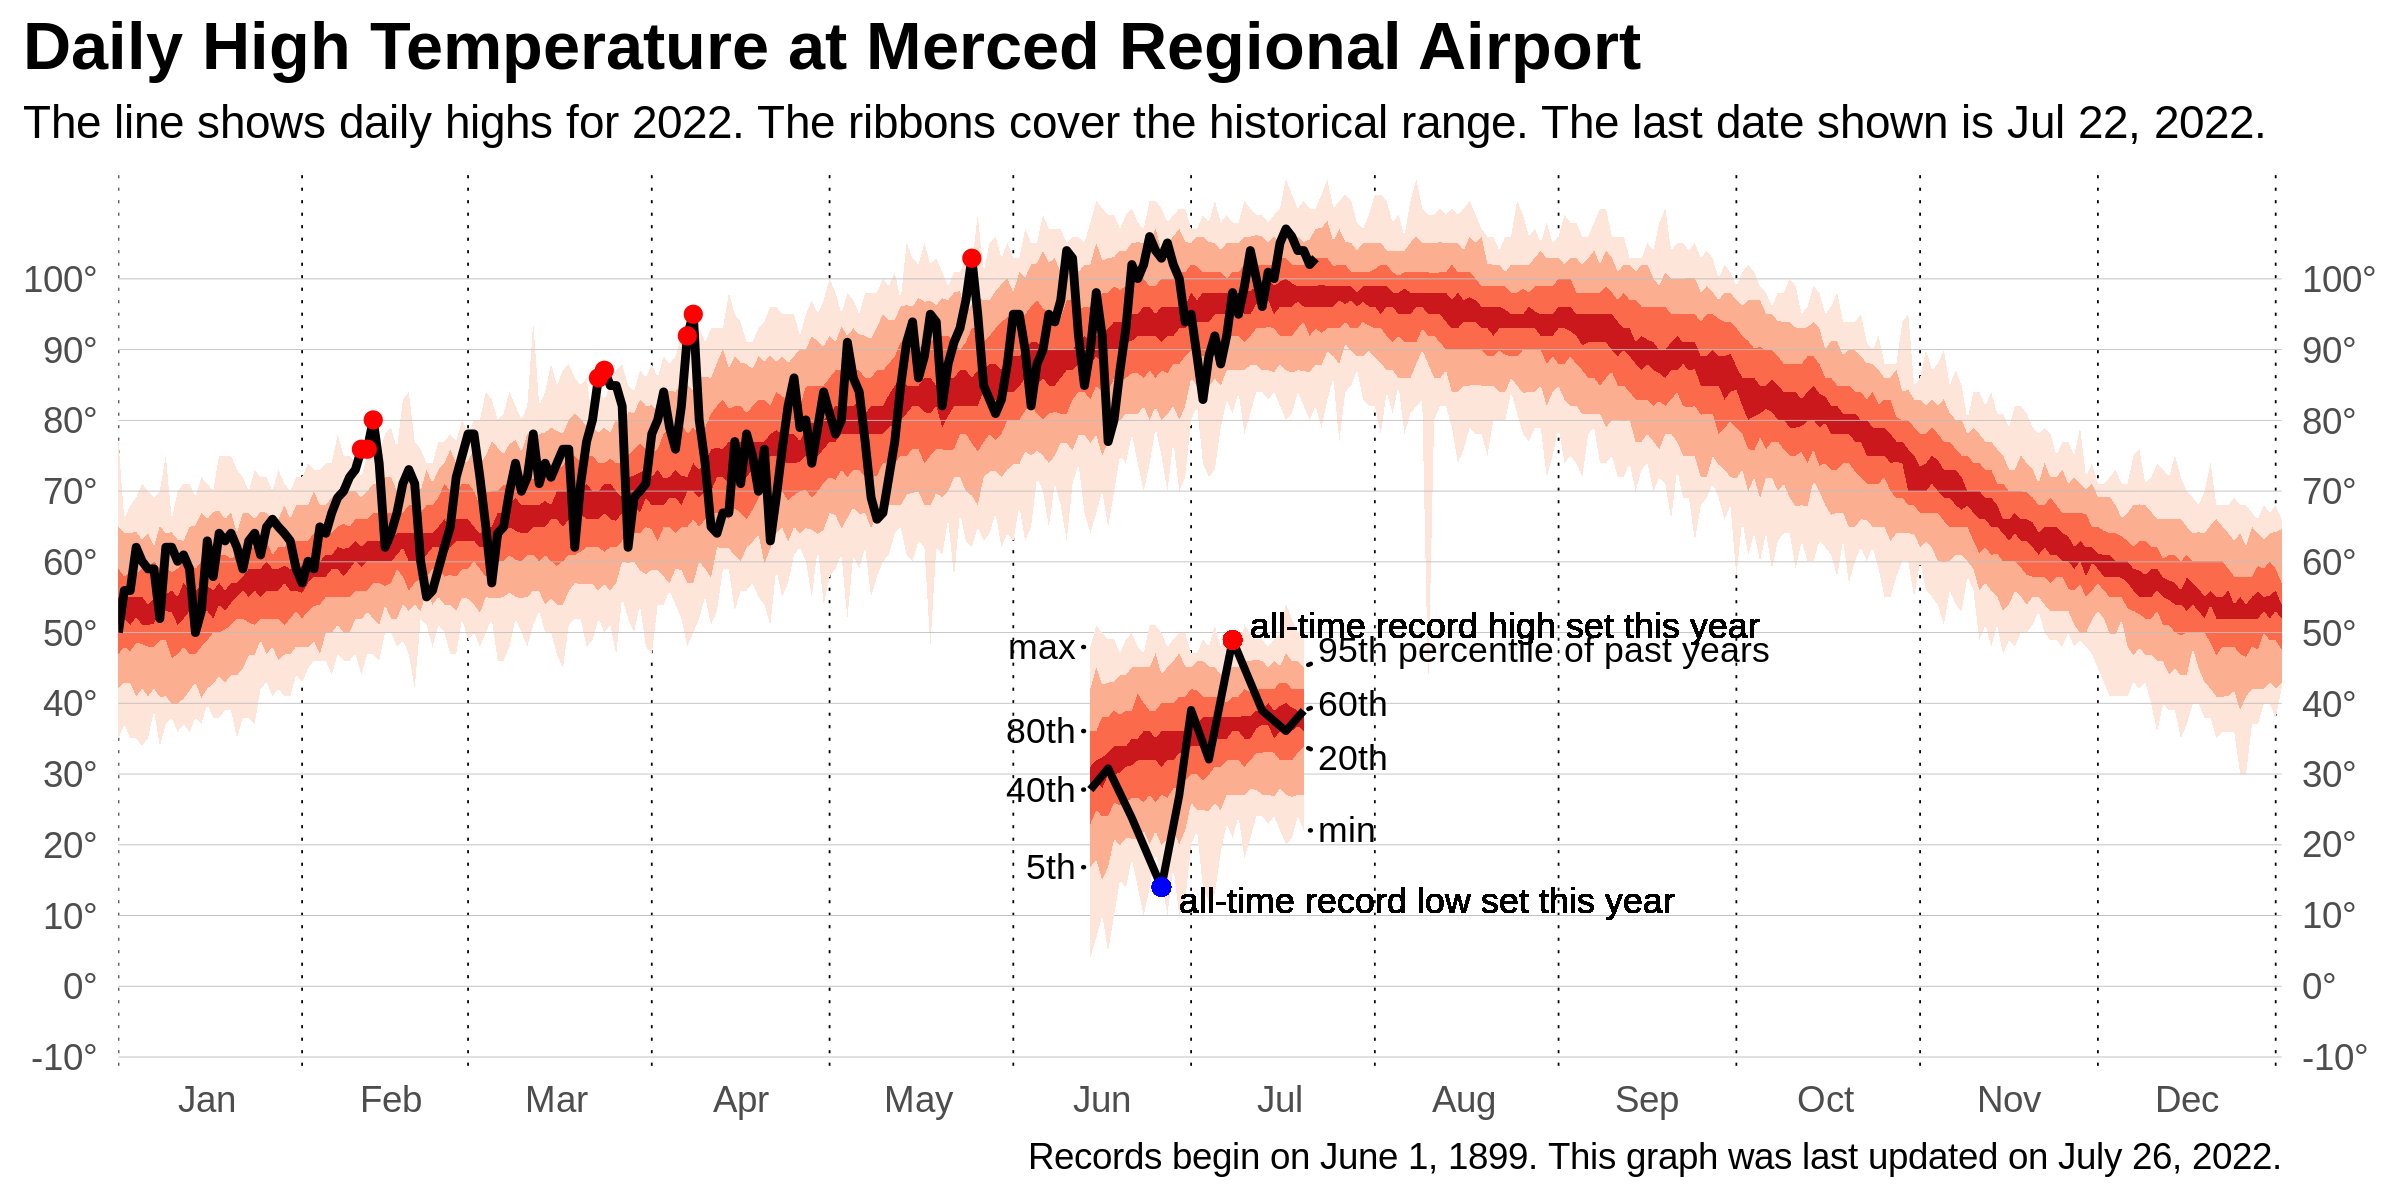 Daily High Temperature at Merced Regional Airport
The line shows daily highs for 2022. The ribbons cover the historical range. The last date shown is Jul 22, 2022.
100° 100°
90° 90°
80° 80°
70° 70°
60° 60°
50° 50°
40° 40°
30° 30°
20° 20°
10° 10°
0° 0°
-10° -10°
all-time record high set this year
max
95th percentile of past years
60th
80th
20th
40th
min
5th
all-time record low set this year
Jan Feb Mar Apr May Jun Jul Aug Sep Oct Nov Dec
Records begin on June 1, 1899. This graph was last updated on July 26, 2022.